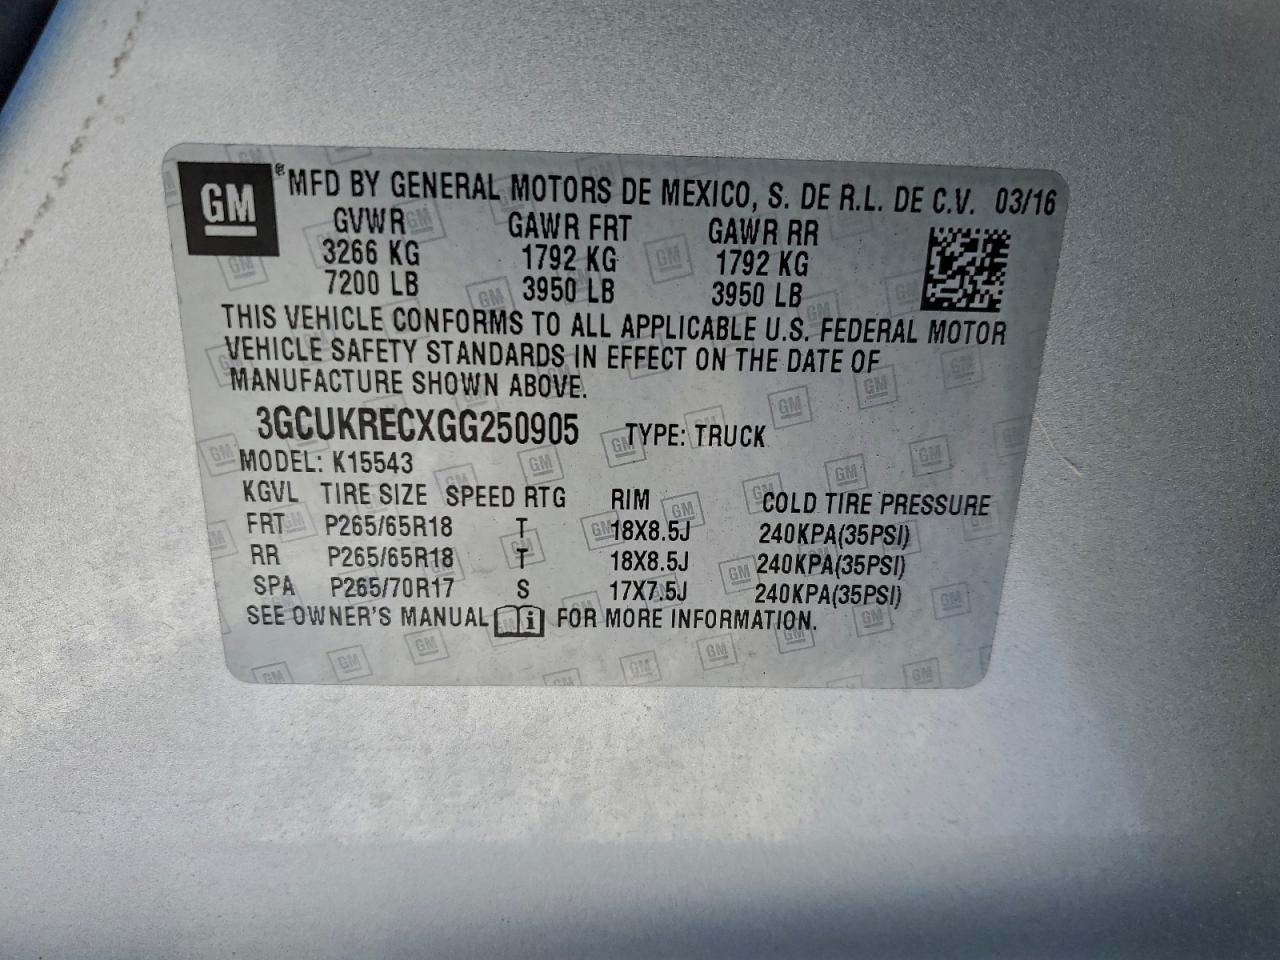 GM ® MFD BY GENERAL MOTORS DE MEXICO, S. DE R.L. DE C.V. 03/16
GVWR GAWR FRT GAWR RR
3266 KG 1792 KG 1792 KG
7200 LB 3950 LB 3950 LB
THIS VEHICLE CONFORMS TO ALL APPLICABLE U.S. FEDERAL MOTOR
VEHICLE SAFETY STANDARDS IN EFFECT ON THE DATE OF
MANUFACTURE SHOWN ABOVE.
3GCUKRECXGG250905 TYPE: TRUCK
MODEL: K15543
KGVL TIRE SIZE SPEED RTG RIM COLD TIRE PRESSURE
FRT P265/65R18 T 18X8.5J 240KPA(35PSI)
RR P265/65R18 T 18X8.5J 240KPA(35PSI)
SPA P265/70R17 S 17X7.5J 240KPA(35PSI)
SEE OWNER'S MANUAL i FOR MORE INFORMATION.